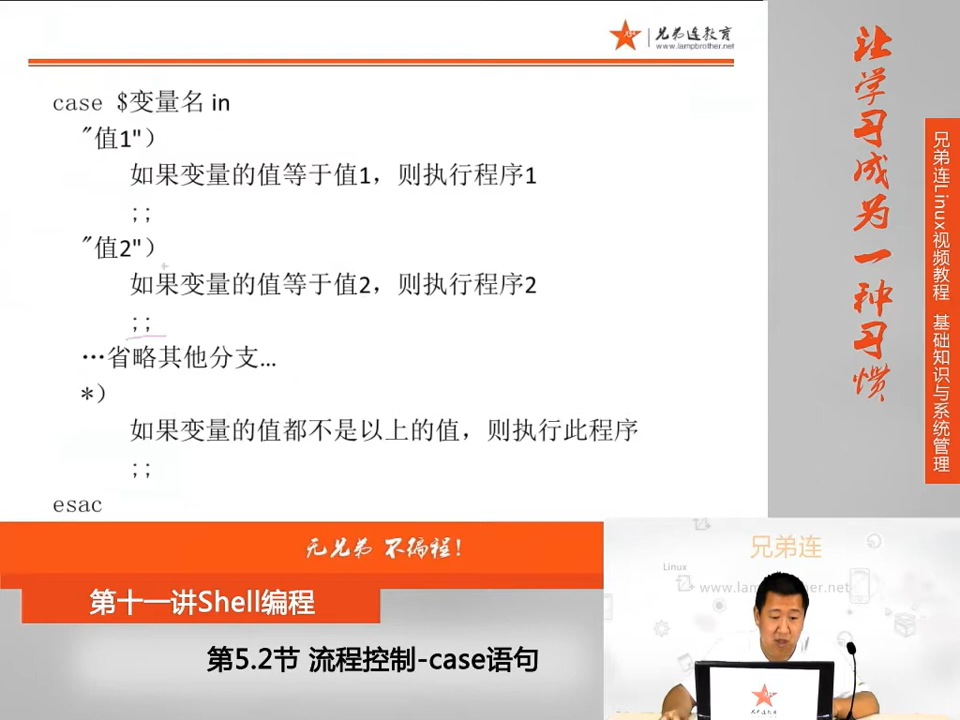 兄弟连教育
www.lampbrother.net
case $变量名 in
"值1"）
如果变量的值等于值1，则执行程序1
;;
"值2"）
如果变量的值等于值2，则执行程序2
;;
…省略其他分支…
*）
如果变量的值都不是以上的值，则执行此程序
;;
esac
让学习成为一种习惯
兄弟连Linux视频教程 基础知识与系统管理
无兄弟 不编程！
第十一讲Shell编程
第5.2节 流程控制-case语句
兄弟连
Linux
兄弟连教育